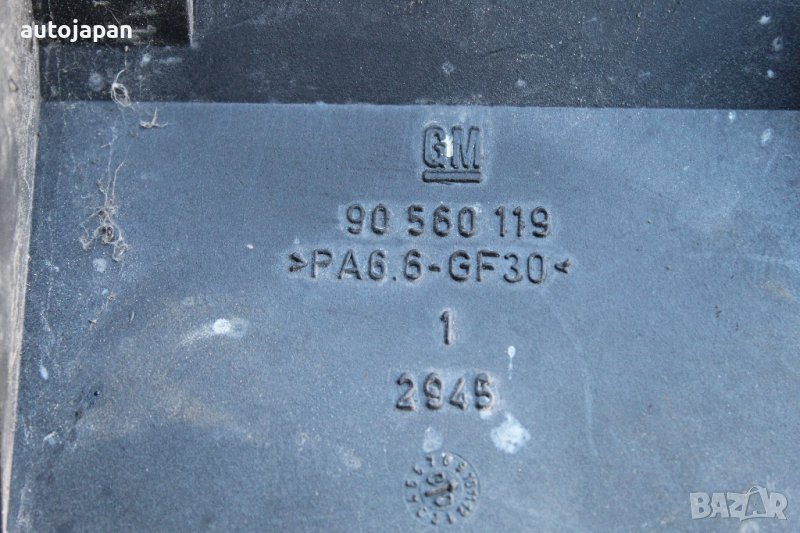 autojapan
GM
90 560 119
>PA6.6-GF30<
1
2945
BAZAR